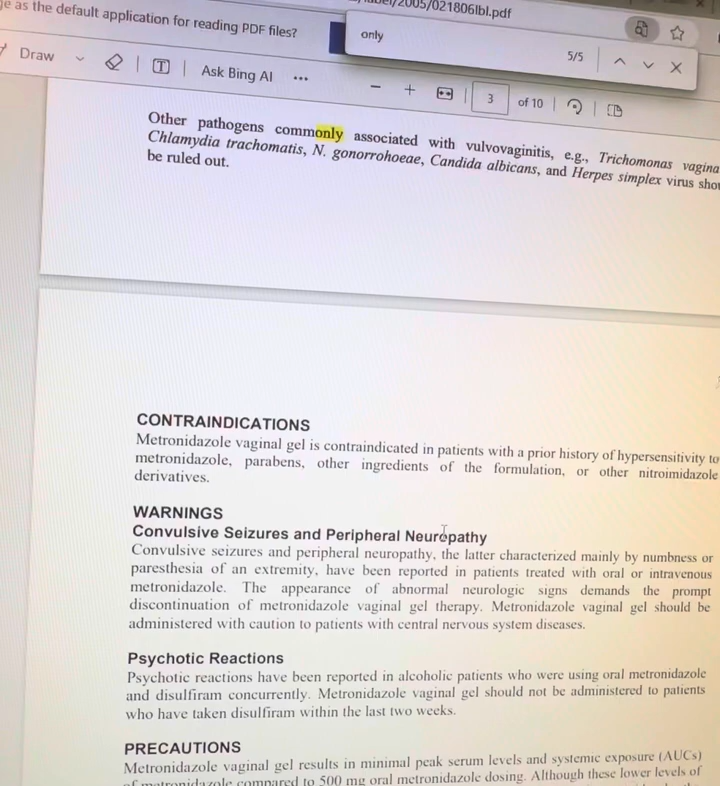 ge as the default application for reading PDF files?
label/2005/021806lbl.pdf
only
5/5
Draw
Ask Bing AI
3
of 10
Other pathogens commonly associated with vulvovaginitis, e.g., Trichomonas vagina
Chlamydia trachomatis, N. gonorrohoeae, Candida albicans, and Herpes simplex virus shou
be ruled out.
CONTRAINDICATIONS
Metronidazole vaginal gel is contraindicated in patients with a prior history of hypersensitivity to
metronidazole, parabens, other ingredients of the formulation, or other nitroimidazole
derivatives.
WARNINGS
Convulsive Seizures and Peripheral Neuropathy
Convulsive seizures and peripheral neuropathy, the latter characterized mainly by numbness or
paresthesia of an extremity, have been reported in patients treated with oral or intravenous
metronidazole. The appearance of abnormal neurologic signs demands the prompt
discontinuation of metronidazole vaginal gel therapy. Metronidazole vaginal gel should be
administered with caution to patients with central nervous system diseases.
Psychotic Reactions
Psychotic reactions have been reported in alcoholic patients who were using oral metronidazole
and disulfiram concurrently. Metronidazole vaginal gel should not be administered to patients
who have taken disulfiram within the last two weeks.
PRECAUTIONS
Metronidazole vaginal gel results in minimal peak serum levels and systemic exposure (AUCs)
of metronidazole compared to 500 mg oral metronidazole dosing. Although these lower levels of